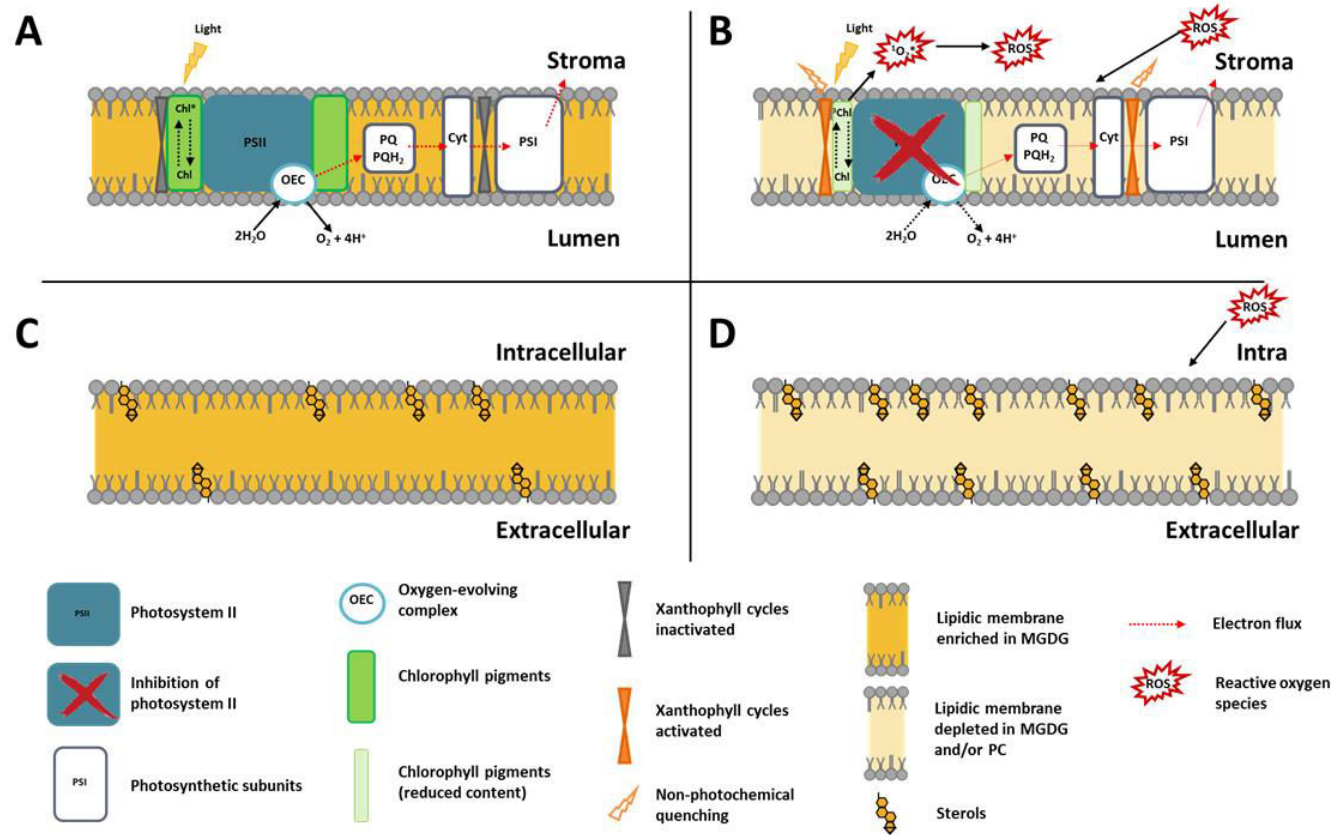 A
Light
Stroma
Chl*
Chl
PSII
OEC
PQ
PQH₂
Cyt
PSI
2H₂O
O₂ + 4H⁺
Lumen
B
Light
¹O₂*
ROS
ROS
Stroma
³Chl
Chl
OEC
PQ
PQH₂
Cyt
PSI
2H₂O
O₂ + 4H⁺
Lumen
C
Intracellular
Extracellular
D
ROS
Intra
Extracellular
PSII
Photosystem II
Inhibition of
photosystem II
PSI
Photosynthetic subunits
OEC
Oxygen-evolving
complex
Chlorophyll pigments
Chlorophyll pigments
(reduced content)
Xanthophyll cycles
inactivated
Xanthophyll cycles
activated
Non-photochemical
quenching
Lipidic membrane
enriched in MGDG
Lipidic membrane
depleted in MGDG
and/or PC
Sterols
Electron flux
ROS
Reactive oxygen
species